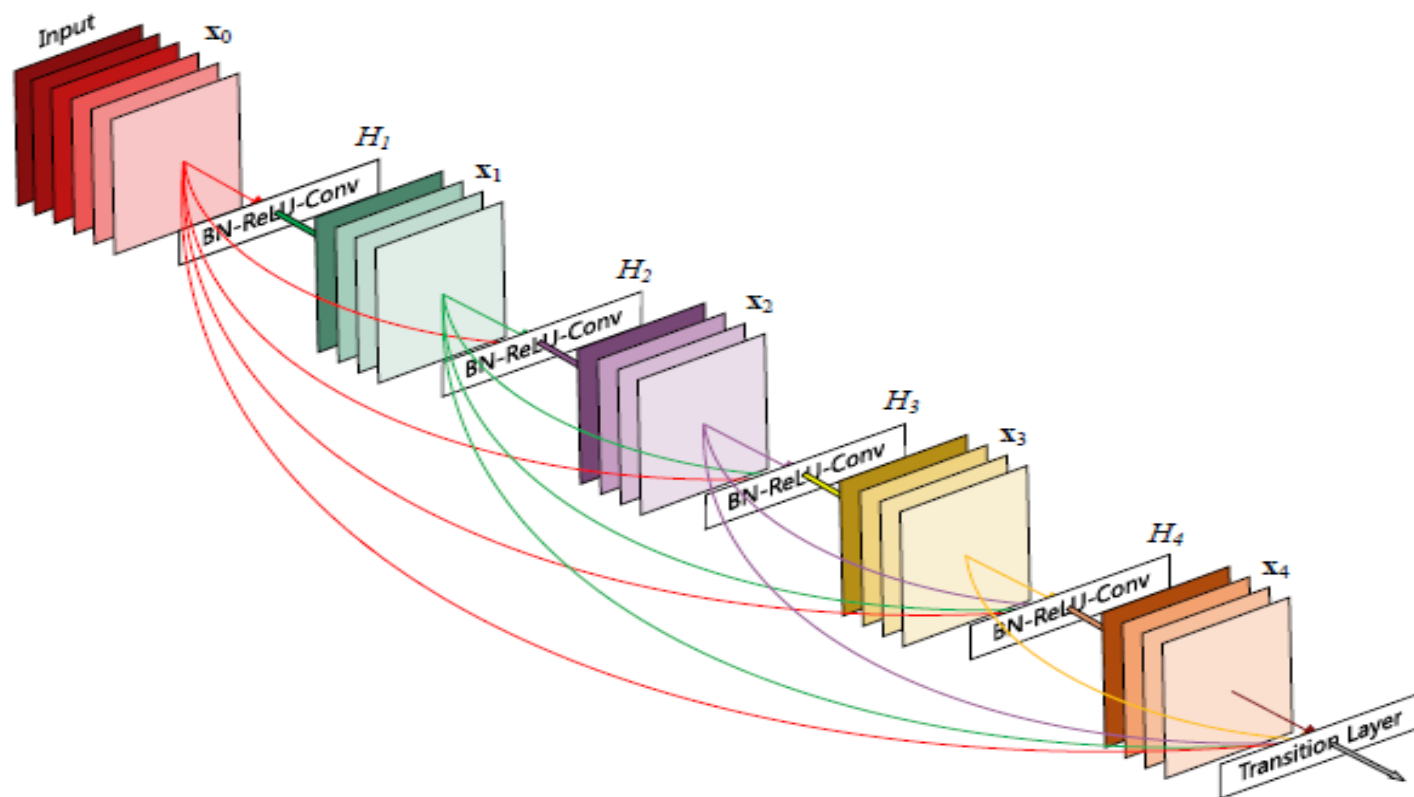 Input
x₀
H₁
BN-ReLU-Conv
x₁
H₂
BN-ReLU-Conv
x₂
H₃
BN-ReLU-Conv
x₃
H₄
BN-ReLU-Conv
x₄
Transition Layer